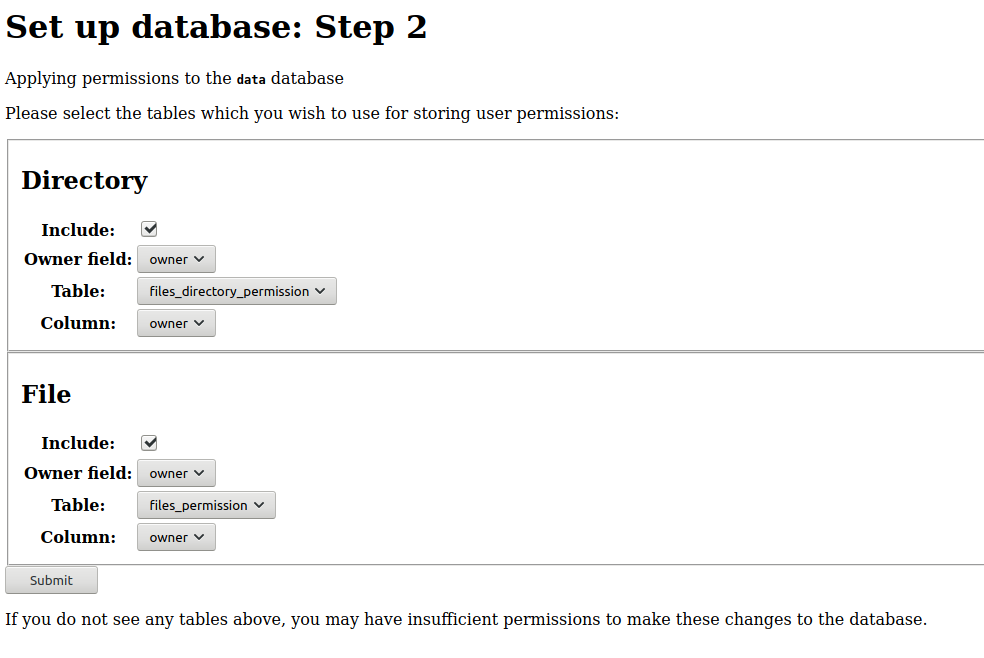 Set up database: Step 2
Applying permissions to the data database
Please select the tables which you wish to use for storing user permissions:
Directory
Include:
Owner field: owner
Table: files_directory_permission
Column: owner
File
Include:
Owner field: owner
Table: files_permission
Column: owner
Submit
If you do not see any tables above, you may have insufficient permissions to make these changes to the database.